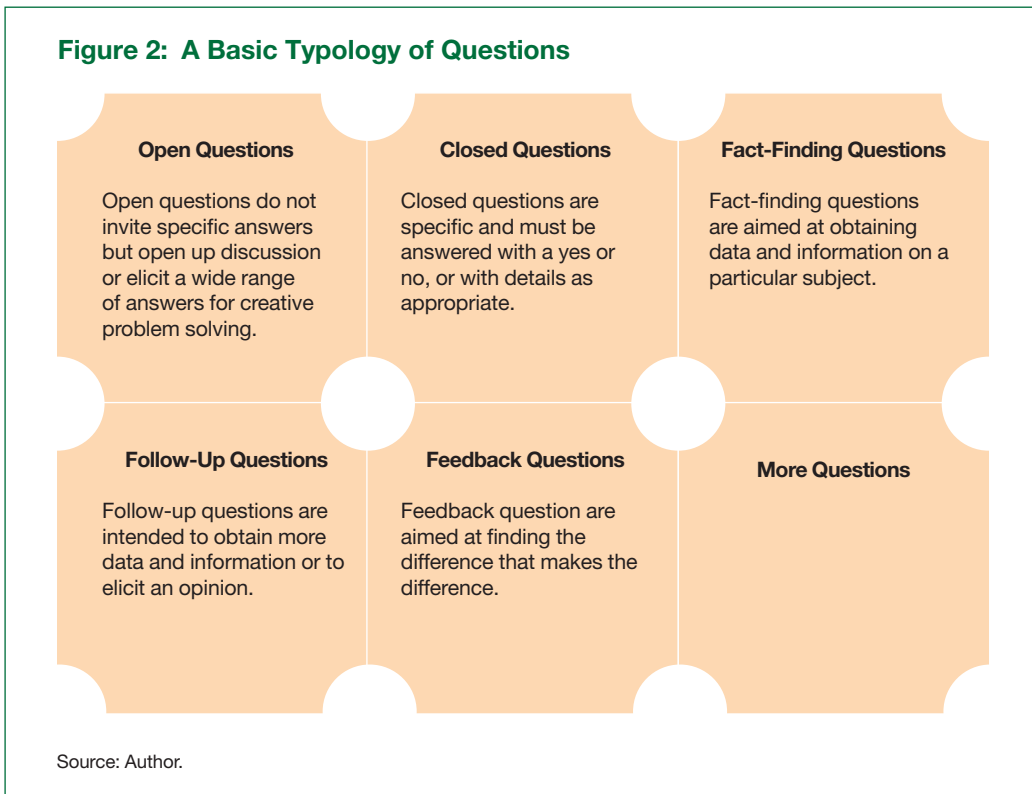 Figure 2: A Basic Typology of Questions
Open Questions
Open questions do not
invite specific answers
but open up discussion
or elicit a wide range
of answers for creative
problem solving.
Closed Questions
Closed questions are
specific and must be
answered with a yes or
no, or with details as
appropriate.
Fact-Finding Questions
Fact-finding questions
are aimed at obtaining
data and information on a
particular subject.
Follow-Up Questions
Follow-up questions are
intended to obtain more
data and information or to
elicit an opinion.
Feedback Questions
Feedback question are
aimed at finding the
difference that makes the
difference.
More Questions
Source: Author.